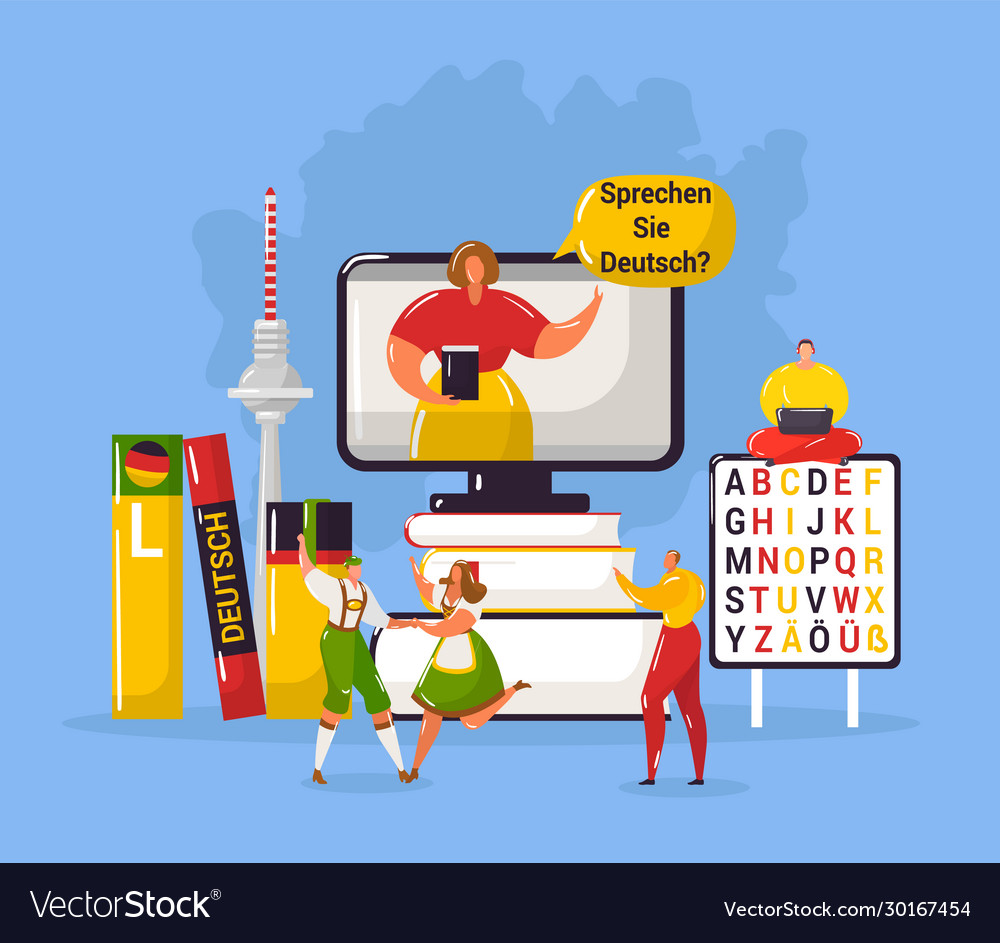 Sprechen
Sie
Deutsch?
L
DEUTSCH
ABCDEF
GHIJKL
MNOPQR
STUVWX
YZÄÖÜß
VectorStock®
VectorStock.com/30167454